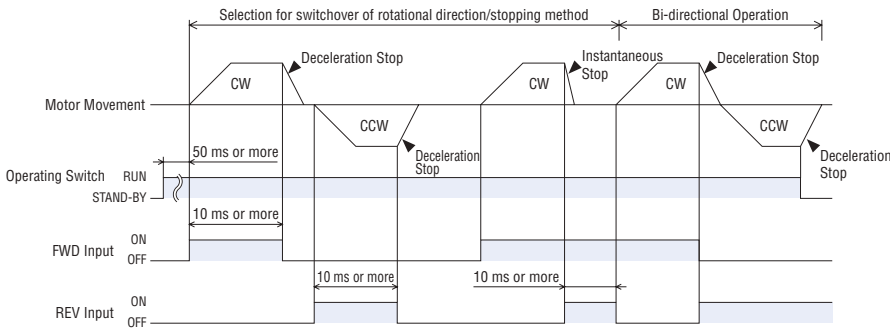 Selection for switchover of rotational direction/stopping method
Bi-directional Operation
Deceleration Stop
Instantaneous
Stop
Deceleration Stop
CW
CW
CW
Motor Movement
CCW
CCW
50 ms or more
Deceleration
Stop
Deceleration
Stop
Operating Switch
RUN
STAND-BY
10 ms or more
FWD Input
ON
OFF
10 ms or more
10 ms or more
REV Input
ON
OFF